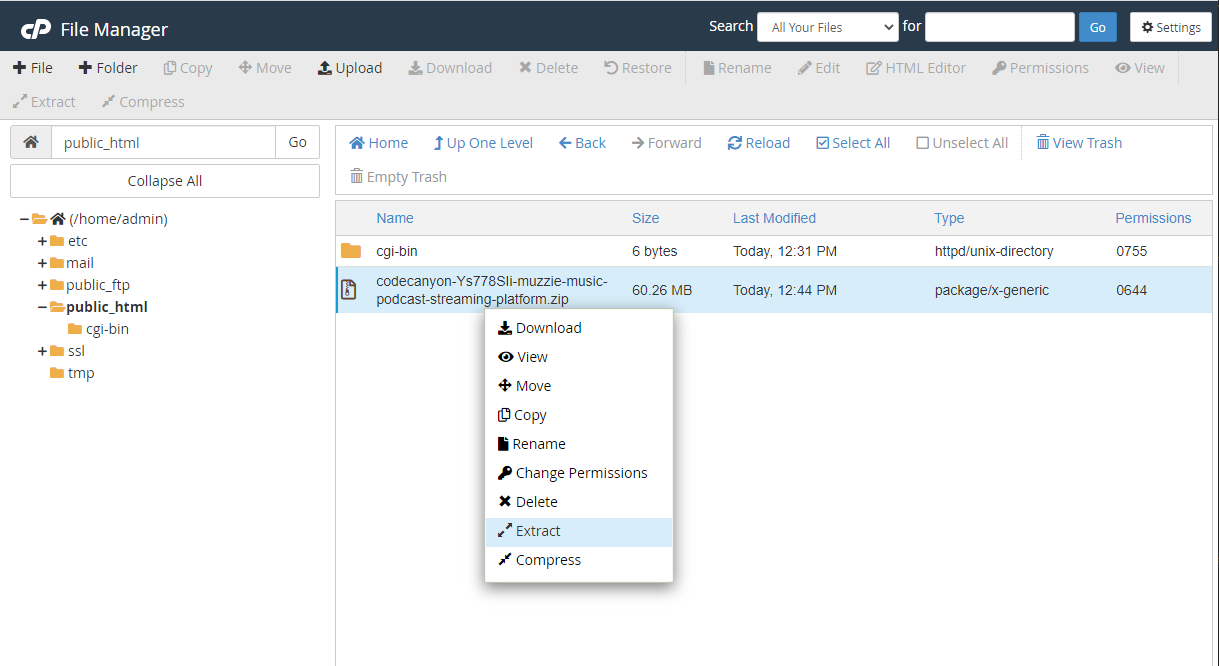 cP File Manager Search All Your Files for Go Settings
File Folder Copy Move Upload Download Delete Restore Rename Edit HTML Editor Permissions View
Extract Compress
public_html Go
Collapse All
(/home/admin)
etc
mail
public_ftp
public_html
cgi-bin
ssl
tmp
Home Up One Level Back Forward Reload Select All Unselect All View Trash
Empty Trash
Name Size Last Modified Type Permissions
cgi-bin 6 bytes Today, 12:31 PM httpd/unix-directory 0755
codecanyon-Ys778SIi-muzzie-music-
podcast-streaming-platform.zip 60.26 MB Today, 12:44 PM package/x-generic 0644
Download
View
Move
Copy
Rename
Change Permissions
Delete
Extract
Compress